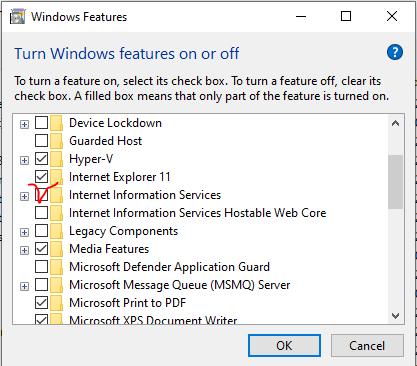 Windows Features
Turn Windows features on or off
To turn a feature on, select its check box. To turn a feature off, clear its
check box. A filled box means that only part of the feature is turned on.
Device Lockdown
Guarded Host
Hyper-V
Internet Explorer 11
Internet Information Services
Internet Information Services Hostable Web Core
Legacy Components
Media Features
Microsoft Defender Application Guard
Microsoft Message Queue (MSMQ) Server
Microsoft Print to PDF
Microsoft XPS Document Writer
OK Cancel